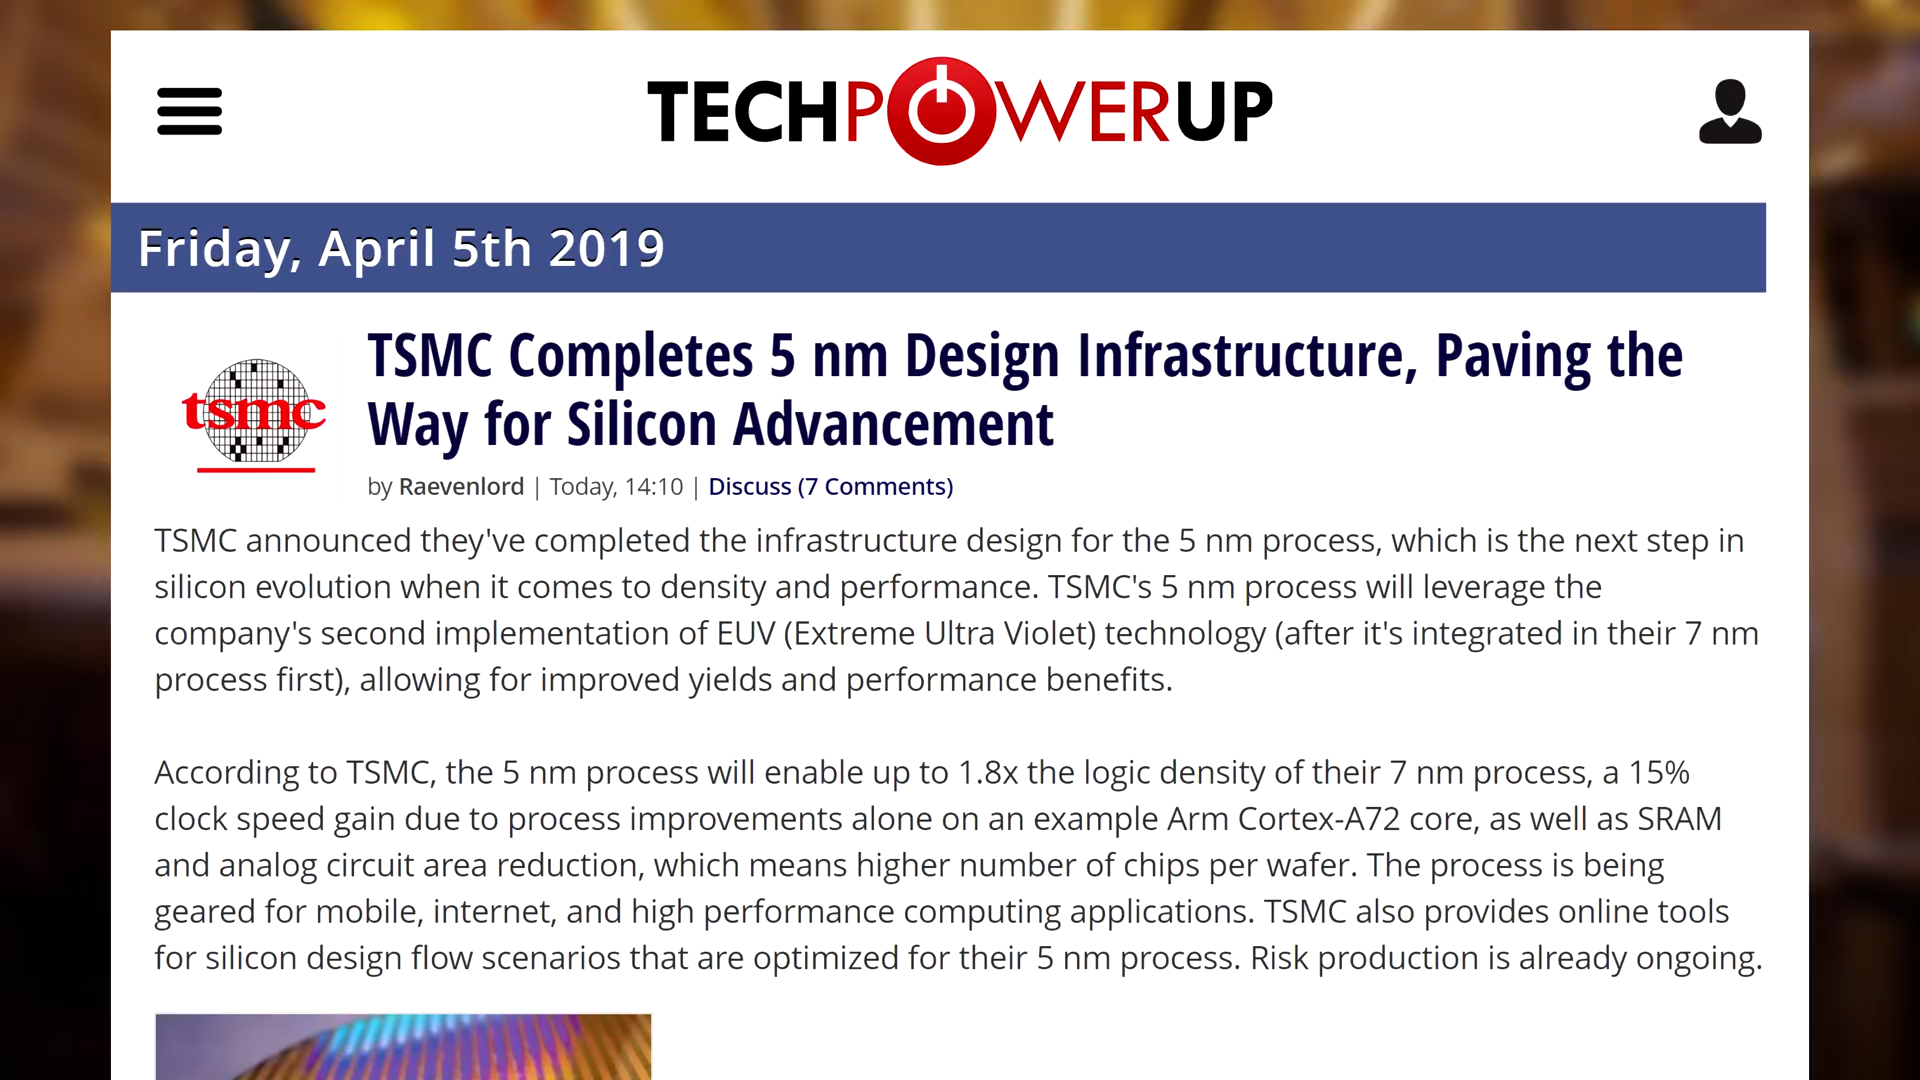 TECHPOWERUP
Friday, April 5th 2019
tsmc
TSMC Completes 5 nm Design Infrastructure, Paving the
Way for Silicon Advancement
by Raevenlord | Today, 14:10 | Discuss (7 Comments)
TSMC announced they've completed the infrastructure design for the 5 nm process, which is the next step in
silicon evolution when it comes to density and performance. TSMC's 5 nm process will leverage the
company's second implementation of EUV (Extreme Ultra Violet) technology (after it's integrated in their 7 nm
process first), allowing for improved yields and performance benefits.
According to TSMC, the 5 nm process will enable up to 1.8x the logic density of their 7 nm process, a 15%
clock speed gain due to process improvements alone on an example Arm Cortex-A72 core, as well as SRAM
and analog circuit area reduction, which means higher number of chips per wafer. The process is being
geared for mobile, internet, and high performance computing applications. TSMC also provides online tools
for silicon design flow scenarios that are optimized for their 5 nm process. Risk production is already ongoing.